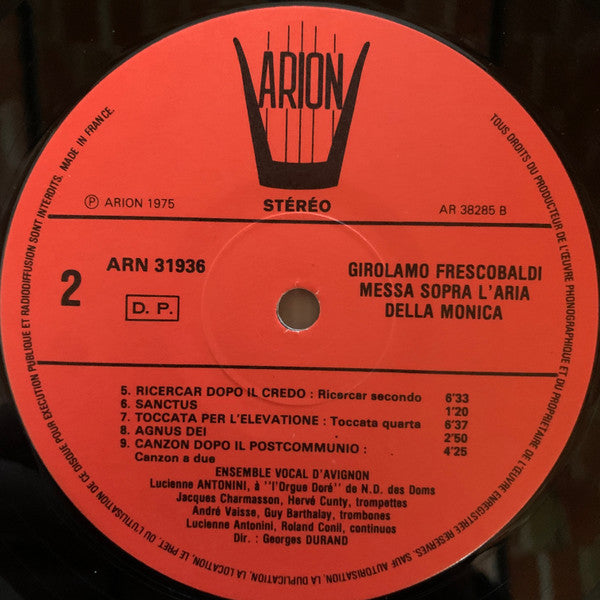 ARION
STÉRÉO
Ⓟ ARION 1975
AR 38285 B
2
ARN 31936
D. P.
GIROLAMO FRESCOBALDI
MESSA SOPRA L'ARIA
DELLA MONICA
5. RICERCAR DOPO IL CREDO : Ricercar secondo 6'33
6. SANCTUS 1'20
7. TOCCATA PER L'ELEVATIONE : Toccata quarta 6'37
8. AGNUS DEI 2'50
9. CANZON DOPO IL POSTCOMMUNIO : 4'25
Canzon a due
ENSEMBLE VOCAL D'AVIGNON
Lucienne ANTONINI, à ''l'Orgue Doré'' de N.D. des Doms
Jacques Charmasson, Hervé Cunty, trompettes
André Vaisse, Guy Barthalay, trombones
Lucienne Antonini, Roland Conil, continuos
Dir. : Georges DURAND
TOUS DROITS DU PRODUCTEUR DE L'ŒUVRE PHONOGRAPHIQUE ET DU PROPRIETAIRE DE L'ŒUVRE ENREGISTREE RESERVES, SAUF AUTORISATION, LA DUPLICATION, LA LOCATION, LE PRET, OU L'UTILISATION DE CE DISQUE POUR EXECUTION PUBLIQUE ET RADIODIFFUSION SONT INTERDITS. MADE IN FRANCE.